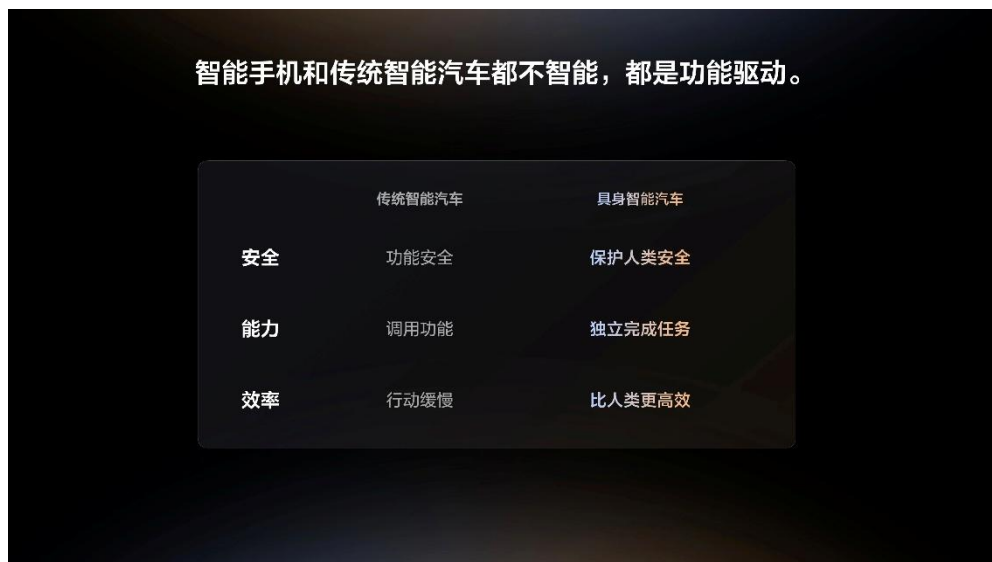 智能手机和传统智能汽车都不智能，都是功能驱动。
传统智能汽车 具身智能汽车
安全 功能安全 保护人类安全
能力 调用功能 独立完成任务
效率 行动缓慢 比人类更高效